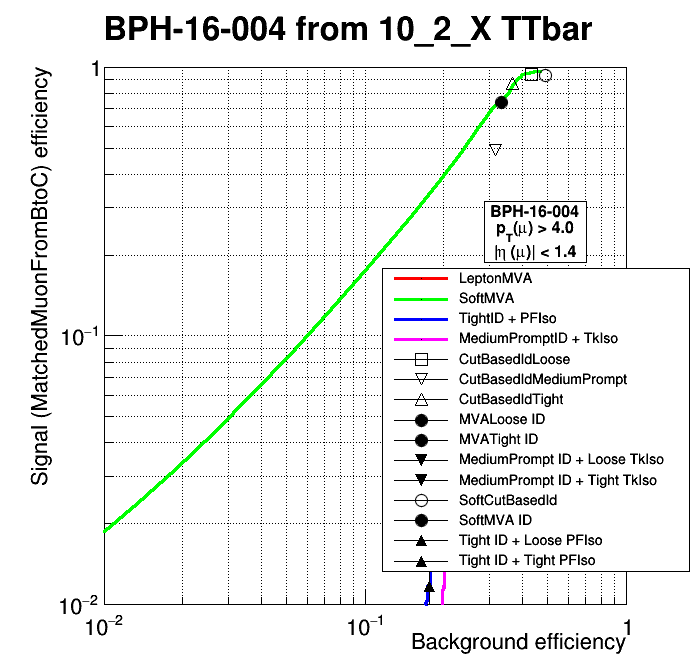 BPH-16-004 from 10_2_X TTbar
Signal (MatchedMuonFromBtoC) efficiency
1
10⁻¹
10⁻²
BPH-16-004
p_T(μ) > 4.0
|η (μ)| < 1.4
LeptonMVA
SoftMVA
TightID + PFIso
MediumPromptID + TkIso
CutBasedIdLoose
CutBasedIdMediumPrompt
CutBasedIdTight
MVALoose ID
MVATight ID
MediumPrompt ID + Loose TkIso
MediumPrompt ID + Tight TkIso
SoftCutBasedId
SoftMVA ID
Tight ID + Loose PFIso
Tight ID + Tight PFIso
10⁻² 10⁻¹ 1
Background efficiency